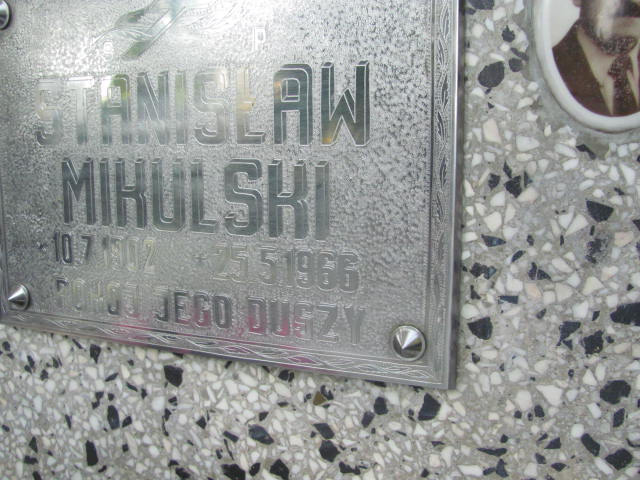 Ś P
STANISŁAW
MIKULSKI
*10.7.1902 *25.5.1966
POKÓJ JEGO DUSZY